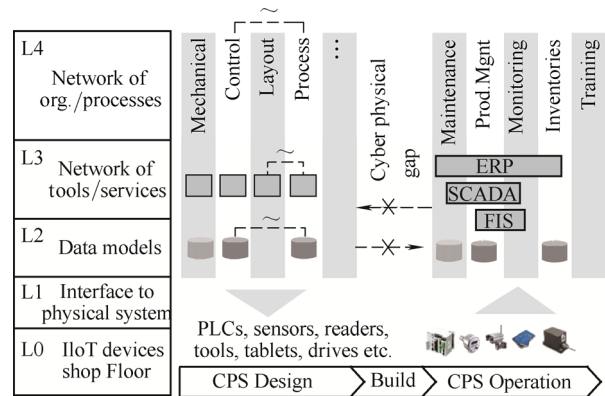 L4
Network of
org./processes
L3
Network of
tools/services
L2
Data models
L1 Interface to
physical system
L0 IIoT devices
shop Floor
Mechanical
Control
Layout
Process
...
~
~
~
Cyber physical
gap
Maintenance
Prod.Mgnt
Monitoring
Inventories
Training
ERP
SCADA
FIS
PLCs, sensors, readers,
tools, tablets, drives etc.
CPS Design
Build
CPS Operation